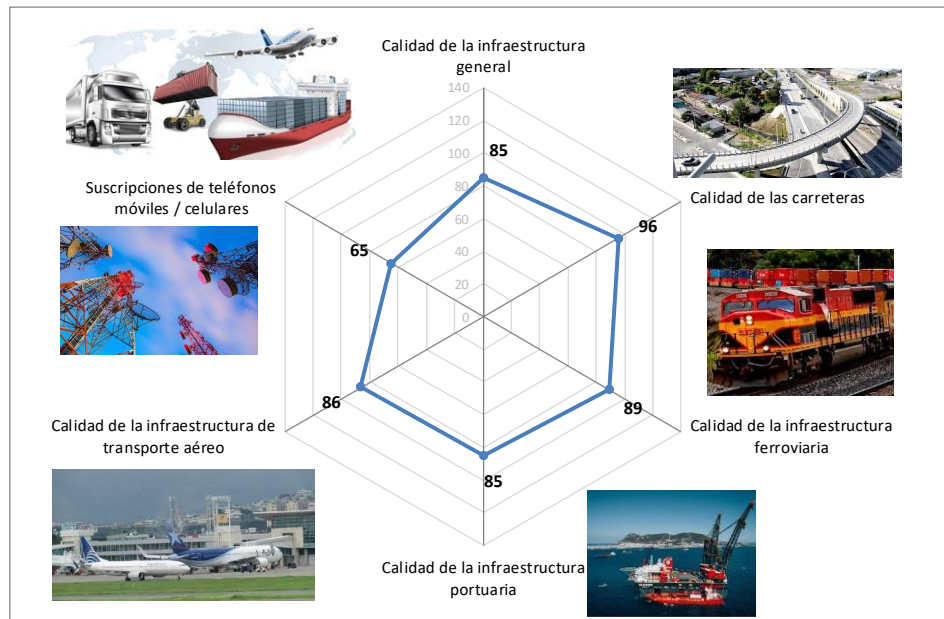 Calidad de la infraestructura
general
140
120
100
80
60
40
20
0
85
Calidad de las carreteras
96
Calidad de la infraestructura
ferroviaria
89
Calidad de la infraestructura
portuaria
85
Calidad de la infraestructura de
transporte aéreo
86
Suscripciones de teléfonos
móviles / celulares
65